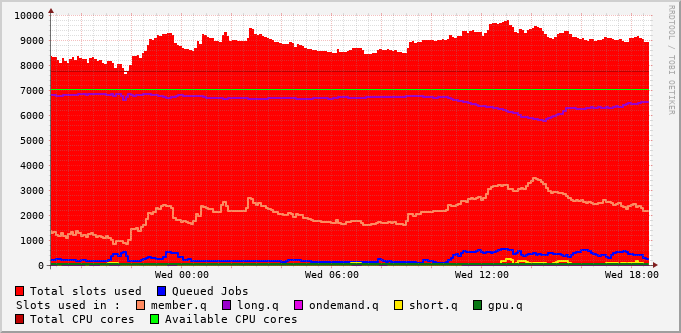 10000
9000
8000
7000
6000
5000
4000
3000
2000
1000
0
Wed 00:00 Wed 06:00 Wed 12:00 Wed 18:00
RRDTOOL / TOBI OETIKER
Total slots used Queued Jobs
Slots used in : member.q long.q ondemand.q short.q gpu.q
Total CPU cores Available CPU cores